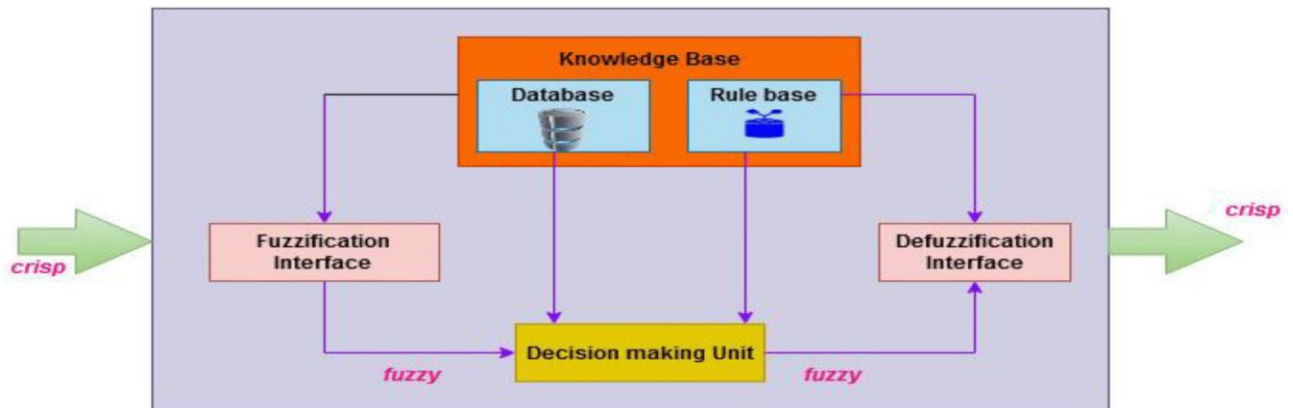 Knowledge Base
Database
Rule base
crisp
Fuzzification
Interface
Defuzzification
Interface
crisp
Decision making Unit
fuzzy
fuzzy